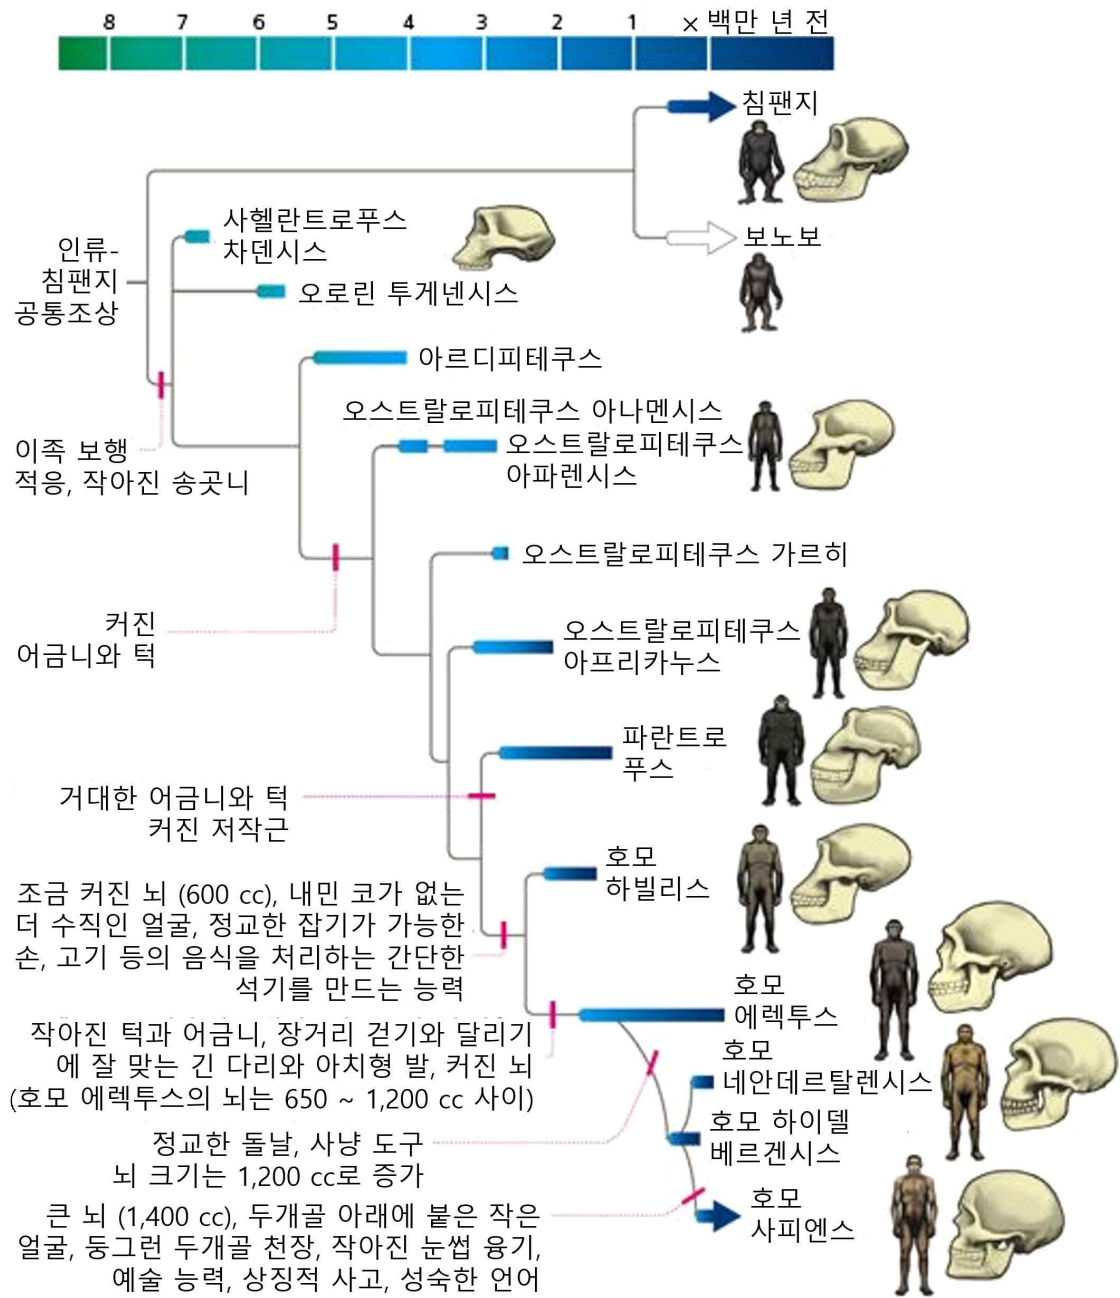 8 7 6 5 4 3 2 1 × 백만 년 전
침팬지
보노보
사헬란트로푸스
차덴시스
인류-
침팬지
공통조상
오로린 투게넨시스
아르디피테쿠스
이족 보행
적응, 작아진 송곳니
오스트랄로피테쿠스 아나멘시스
오스트랄로피테쿠스
아파렌시스
오스트랄로피테쿠스 가르히
커진
어금니와 턱
오스트랄로피테쿠스
아프리카누스
파란트로
푸스
거대한 어금니와 턱
커진 저작근
호모
하빌리스
조금 커진 뇌 (600 cc), 내민 코가 없는
더 수직인 얼굴, 정교한 잡기가 가능한
손, 고기 등의 음식을 처리하는 간단한
석기를 만드는 능력
호모
에렉투스
작아진 턱과 어금니, 장거리 걷기와 달리기
에 잘 맞는 긴 다리와 아치형 발, 커진 뇌
(호모 에렉투스의 뇌는 650 ~ 1,200 cc 사이)
호모
네안데르탈렌시스
호모 하이델
베르겐시스
정교한 돌날, 사냥 도구
뇌 크기는 1,200 cc로 증가
호모
사피엔스
큰 뇌 (1,400 cc), 두개골 아래에 붙은 작은
얼굴, 둥그런 두개골 천장, 작아진 눈썹 융기,
예술 능력, 상징적 사고, 성숙한 언어